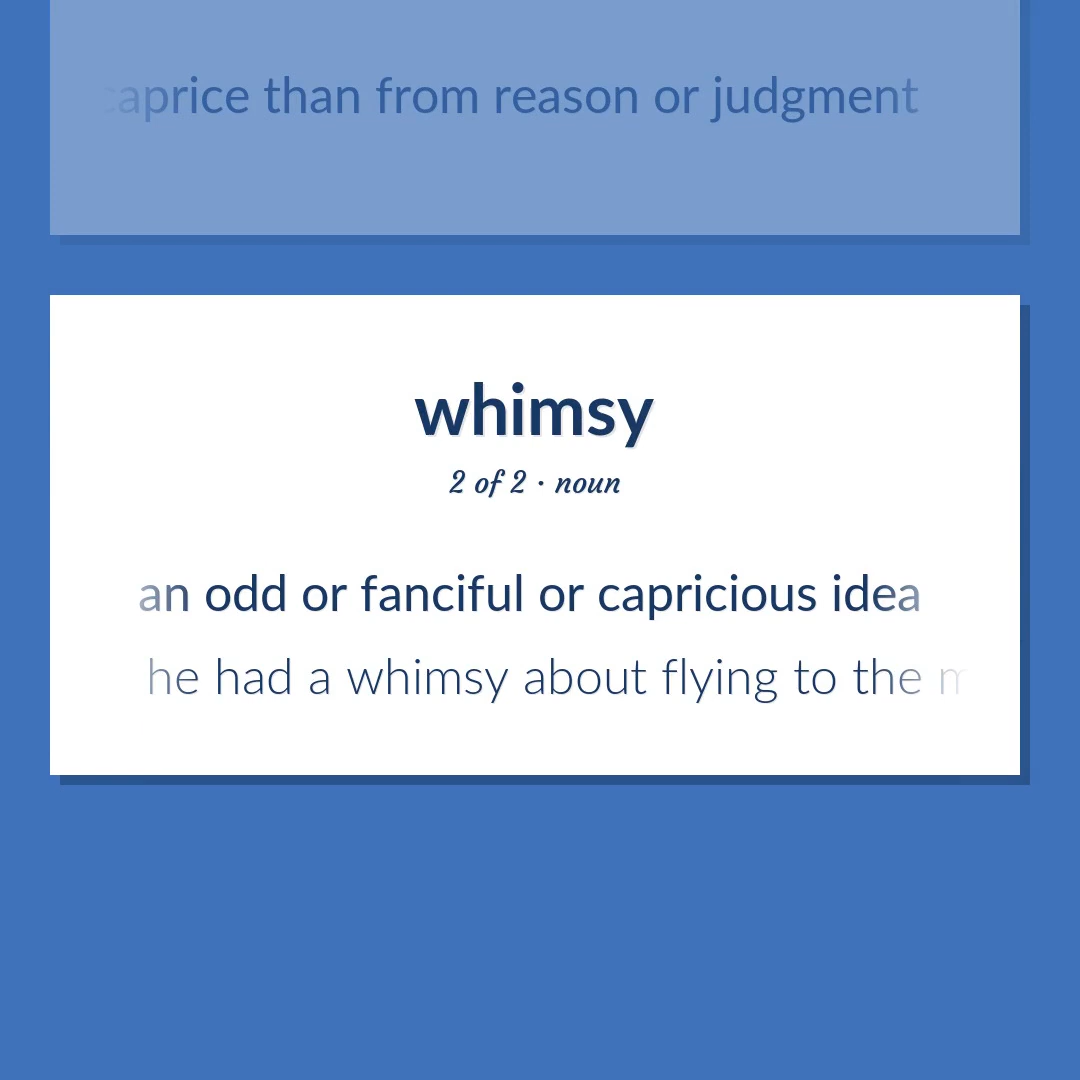 caprice than from reason or judgment
whimsy
2 of 2 · noun
an odd or fanciful or capricious idea
he had a whimsy about flying to the